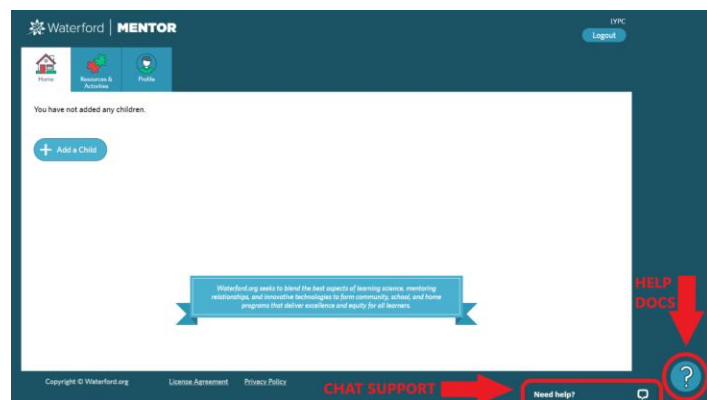 LYPC
Waterford | MENTOR
Logout
Home
Resources &
Activities
Profile
You have not added any children.
+ Add a Child
Waterford.org seeks to blend the best aspects of learning science, mentoring
relationships, and innovative technologies to form community, school, and home
programs that deliver excellence and equity for all learners.
HELP
DOCS
?
Copyright © Waterford.org
License Agreement
Privacy Policy
CHAT SUPPORT
Need help?